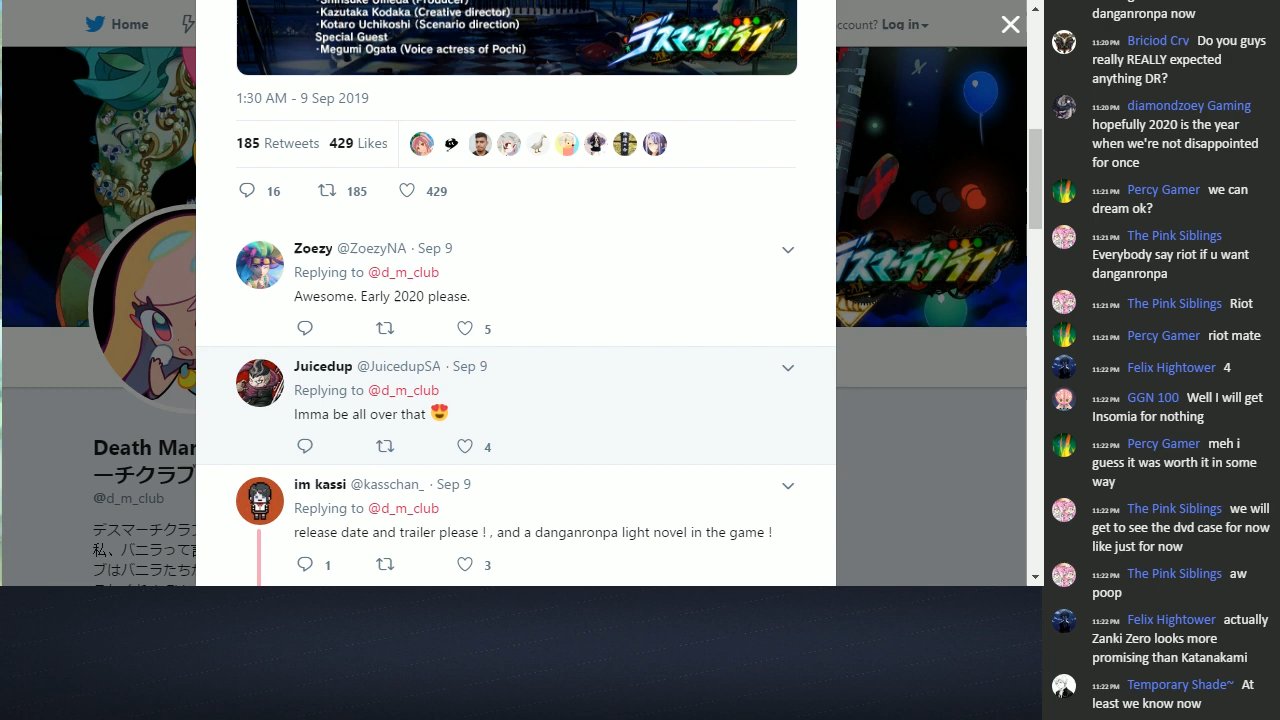 Home
·Shinsuke Umeda (Producer)
·Kazutaka Kodaka (Creative director)
·Kotaro Uchikoshi (Scenario direction)
Special Guest
·Megumi Ogata (Voice actress of Pochi)
デスマーチクラブ
ccount? Log in
1:30 AM - 9 Sep 2019
185 Retweets 429 Likes
16 185 429
Zoezy @ZoezyNA · Sep 9
Replying to @d_m_club
Awesome. Early 2020 please.
5
Juicedup @JuicedupSA · Sep 9
Replying to @d_m_club
Imma be all over that 😍
4
im kassi @kasschan_ · Sep 9
Replying to @d_m_club
release date and trailer please ! , and a danganronpa light novel in the game !
1 3
デスマーチクラブ
Death Mar
ーチクラブ
@d_m_club
デスマーチクラブ
私、バニラって言
ブはバニラたちが
danganronpa now
11:20 PM Briciod Crv Do you guys
really REALLY expected
anything DR?
11:20 PM diamondzoey Gaming
hopefully 2020 is the year
when we're not disappointed
for once
11:21 PM Percy Gamer we can
dream ok?
11:21 PM The Pink Siblings
Everybody say riot if u want
danganronpa
11:21 PM The Pink Siblings Riot
11:21 PM Percy Gamer riot mate
11:22 PM Felix Hightower 4
11:22 PM GGN 100 Well I will get
Insomia for nothing
11:22 PM Percy Gamer meh i
guess it was worth it in some
way
11:22 PM The Pink Siblings we will
get to see the dvd case for now
like just for now
11:22 PM The Pink Siblings aw
poop
11:22 PM Felix Hightower actually
Zanki Zero looks more
promising than Katanakami
11:22 PM Temporary Shade~ At
least we know now